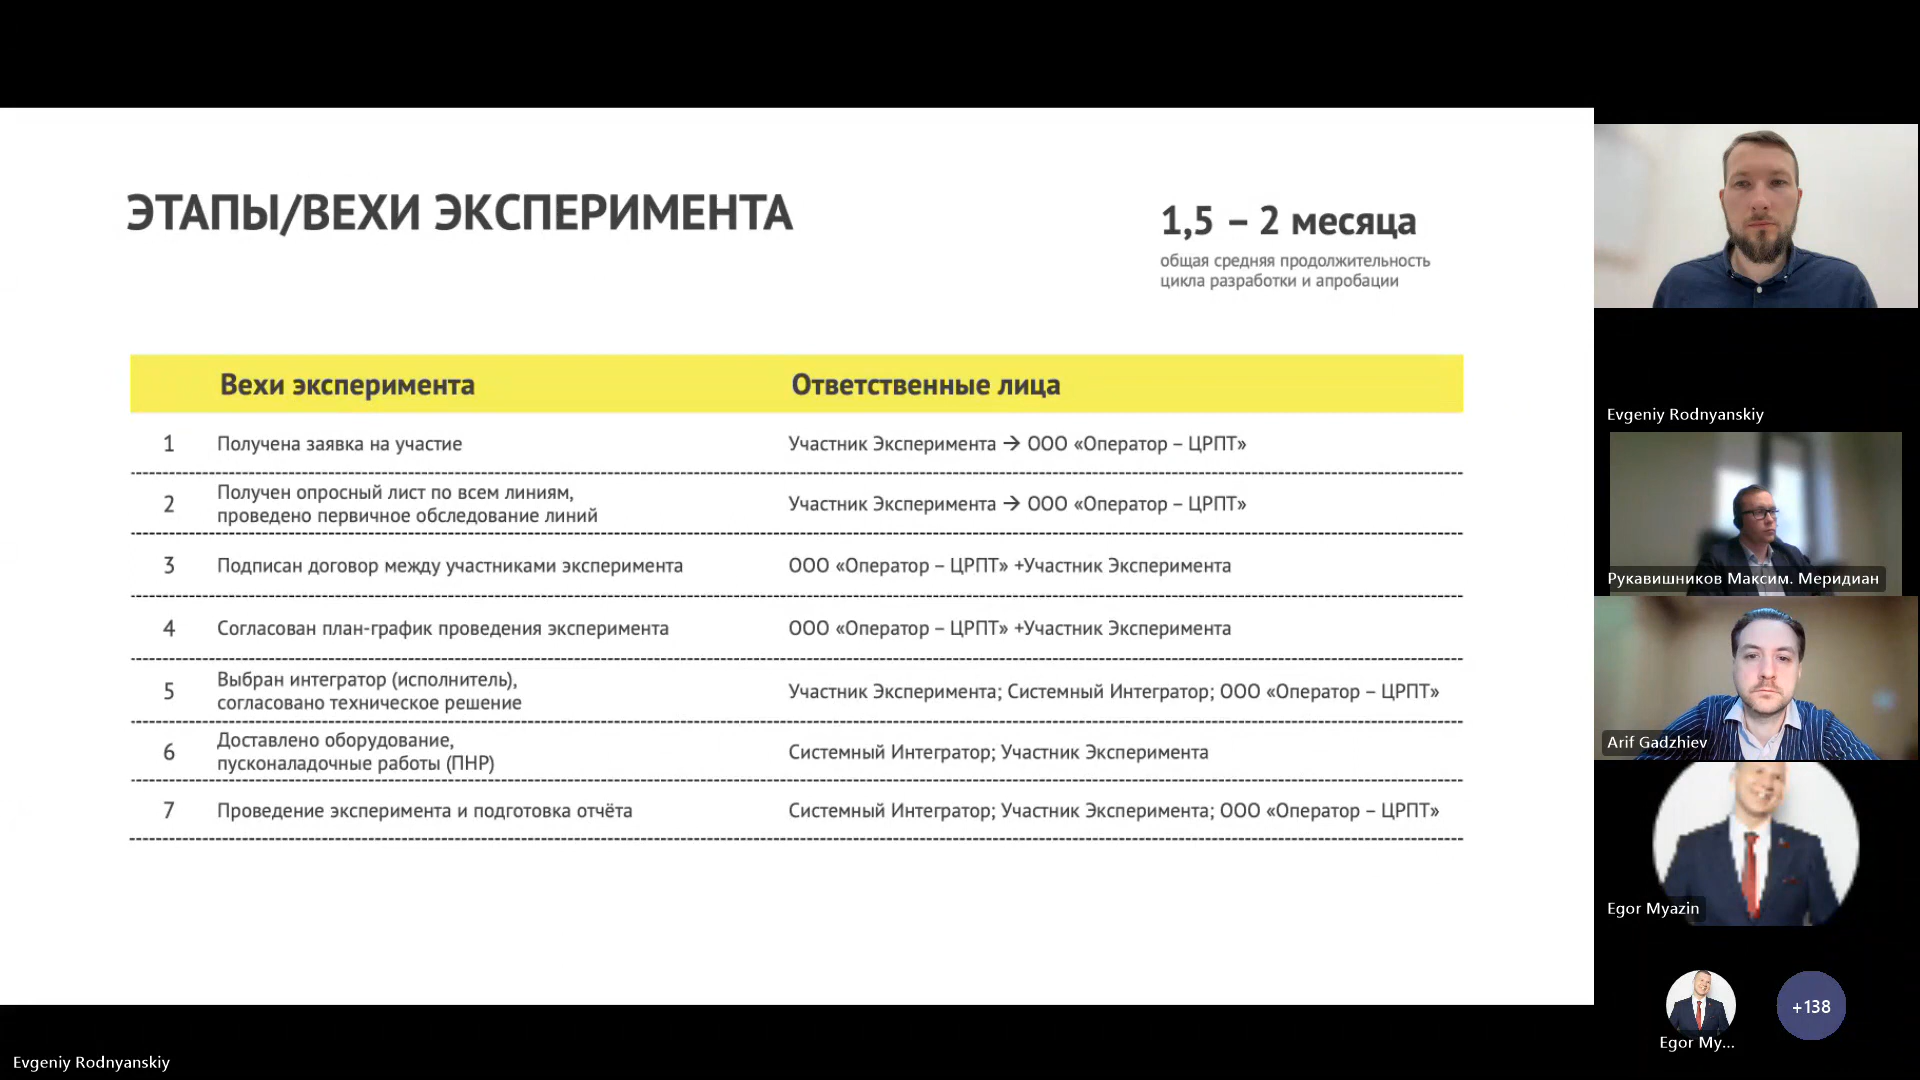 ЭТАПЫ/ВЕХИ ЭКСПЕРИМЕНТА
1,5 – 2 месяца
общая средняя продолжительность
цикла разработки и апробации
Вехи эксперимента Ответственные лица
1 Получена заявка на участие Участник Эксперимента → ООО «Оператор – ЦРПТ»
2 Получен опросный лист по всем линиям,
проведено первичное обследование линий Участник Эксперимента → ООО «Оператор – ЦРПТ»
3 Подписан договор между участниками эксперимента ООО «Оператор – ЦРПТ» +Участник Эксперимента
4 Согласован план-график проведения эксперимента ООО «Оператор – ЦРПТ» +Участник Эксперимента
5 Выбран интегратор (исполнитель),
согласовано техническое решение Участник Эксперимента; Системный Интегратор; ООО «Оператор – ЦРПТ»
6 Доставлено оборудование,
пусконаладочные работы (ПНР) Системный Интегратор; Участник Эксперимента
7 Проведение эксперимента и подготовка отчёта Системный Интегратор; Участник Эксперимента; ООО «Оператор – ЦРПТ»
Evgeniy Rodnyanskiy
Рукавишников Максим. Меридиан
Arif Gadzhiev
Egor Myazin
+138
Egor My...
Evgeniy Rodnyanskiy